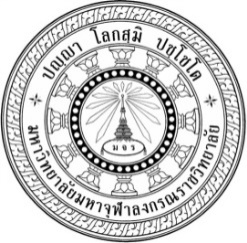 ปญฺญา โลกสฺมิ ปชฺโชโต
ม จ ร
มหาวิทยาลัยมหาจุฬาลงกรณราชวิทยาลัย